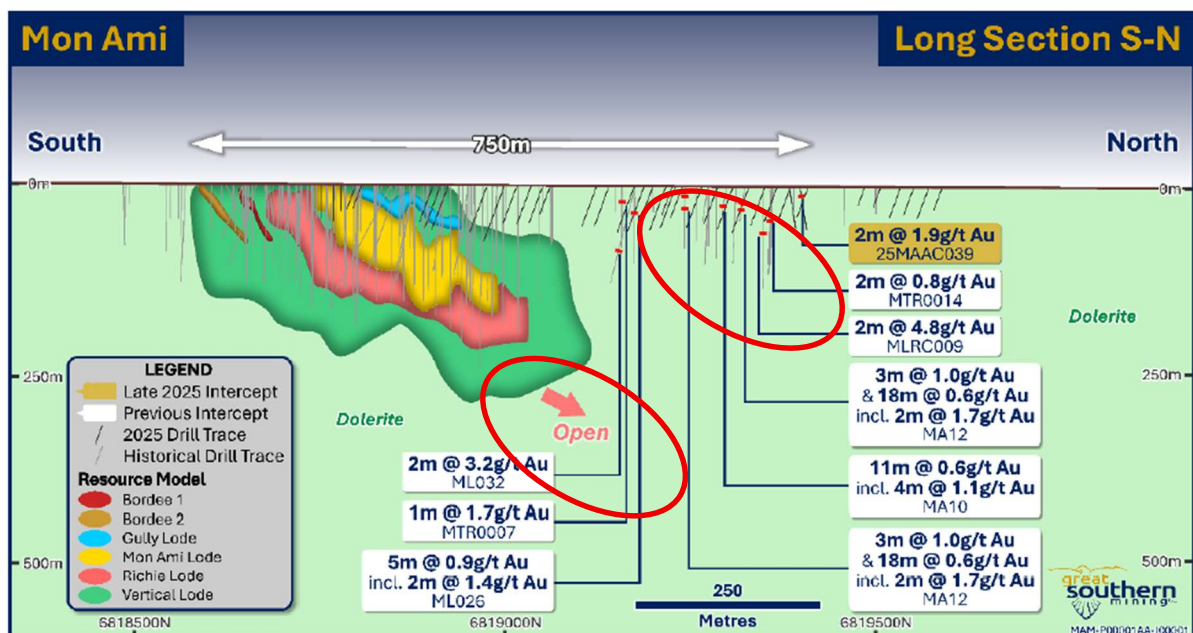 Mon Ami
Long Section S-N
South
750m
North
0m
0m
2m @ 1.9g/t Au
25MAAC039
2m @ 0.8g/t Au
MTR0014
Dolerite
2m @ 4.8g/t Au
MLRC009
250m
250m
LEGEND
Late 2025 Intercept
Previous Intercept
2025 Drill Trace
Historical Drill Trace
Resource Model
Bordee 1
Bordee 2
Gully Lode
Mon Ami Lode
Richie Lode
Vertical Lode
Dolerite
Open
3m @ 1.0g/t Au
& 18m @ 0.6g/t Au
incl. 2m @ 1.7g/t Au
MA12
2m @ 3.2g/t Au
ML032
11m @ 0.6g/t Au
incl. 4m @ 1.1g/t Au
MA10
1m @ 1.7g/t Au
MTR0007
3m @ 1.0g/t Au
& 18m @ 0.6g/t Au
incl. 2m @ 1.7g/t Au
MA12
5m @ 0.9g/t Au
incl. 2m @ 1.4g/t Au
ML026
500m
500m
250
Metres
great
southern
mining
6818500N
6819000N
6819500N